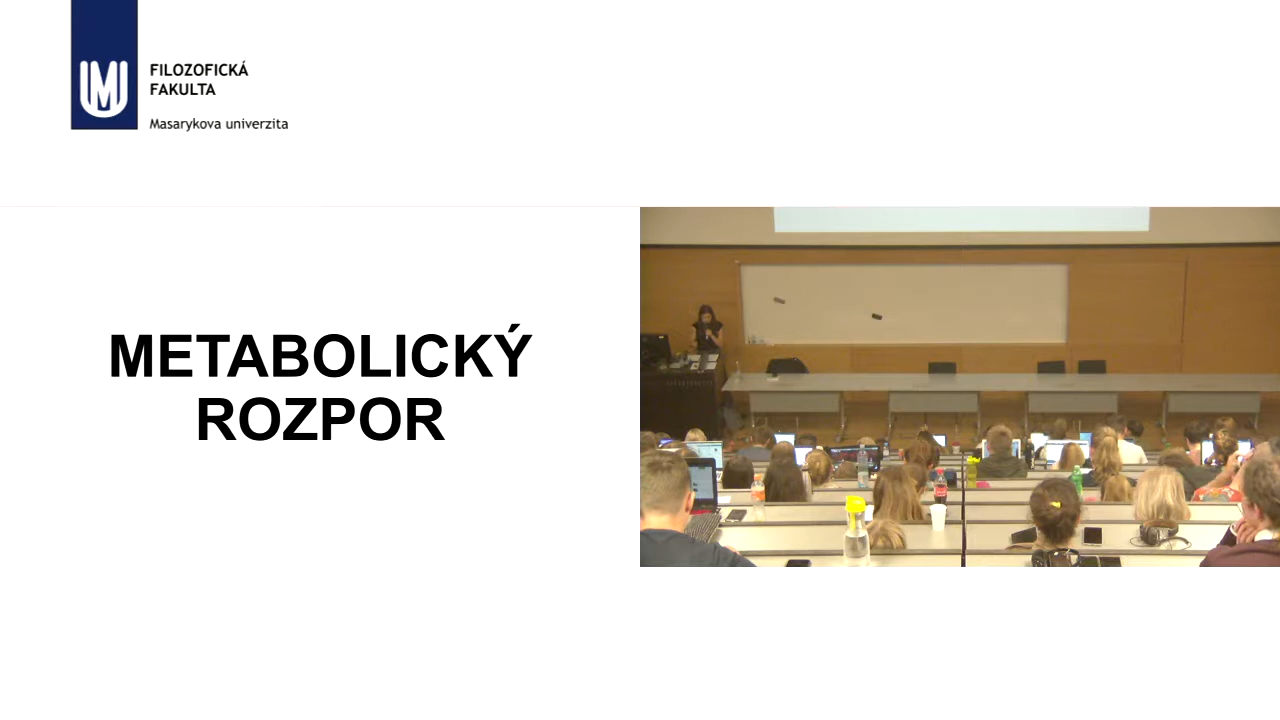 FILOZOFICKÁ
FAKULTA
Masarykova univerzita
METABOLICKÝ
ROZPOR